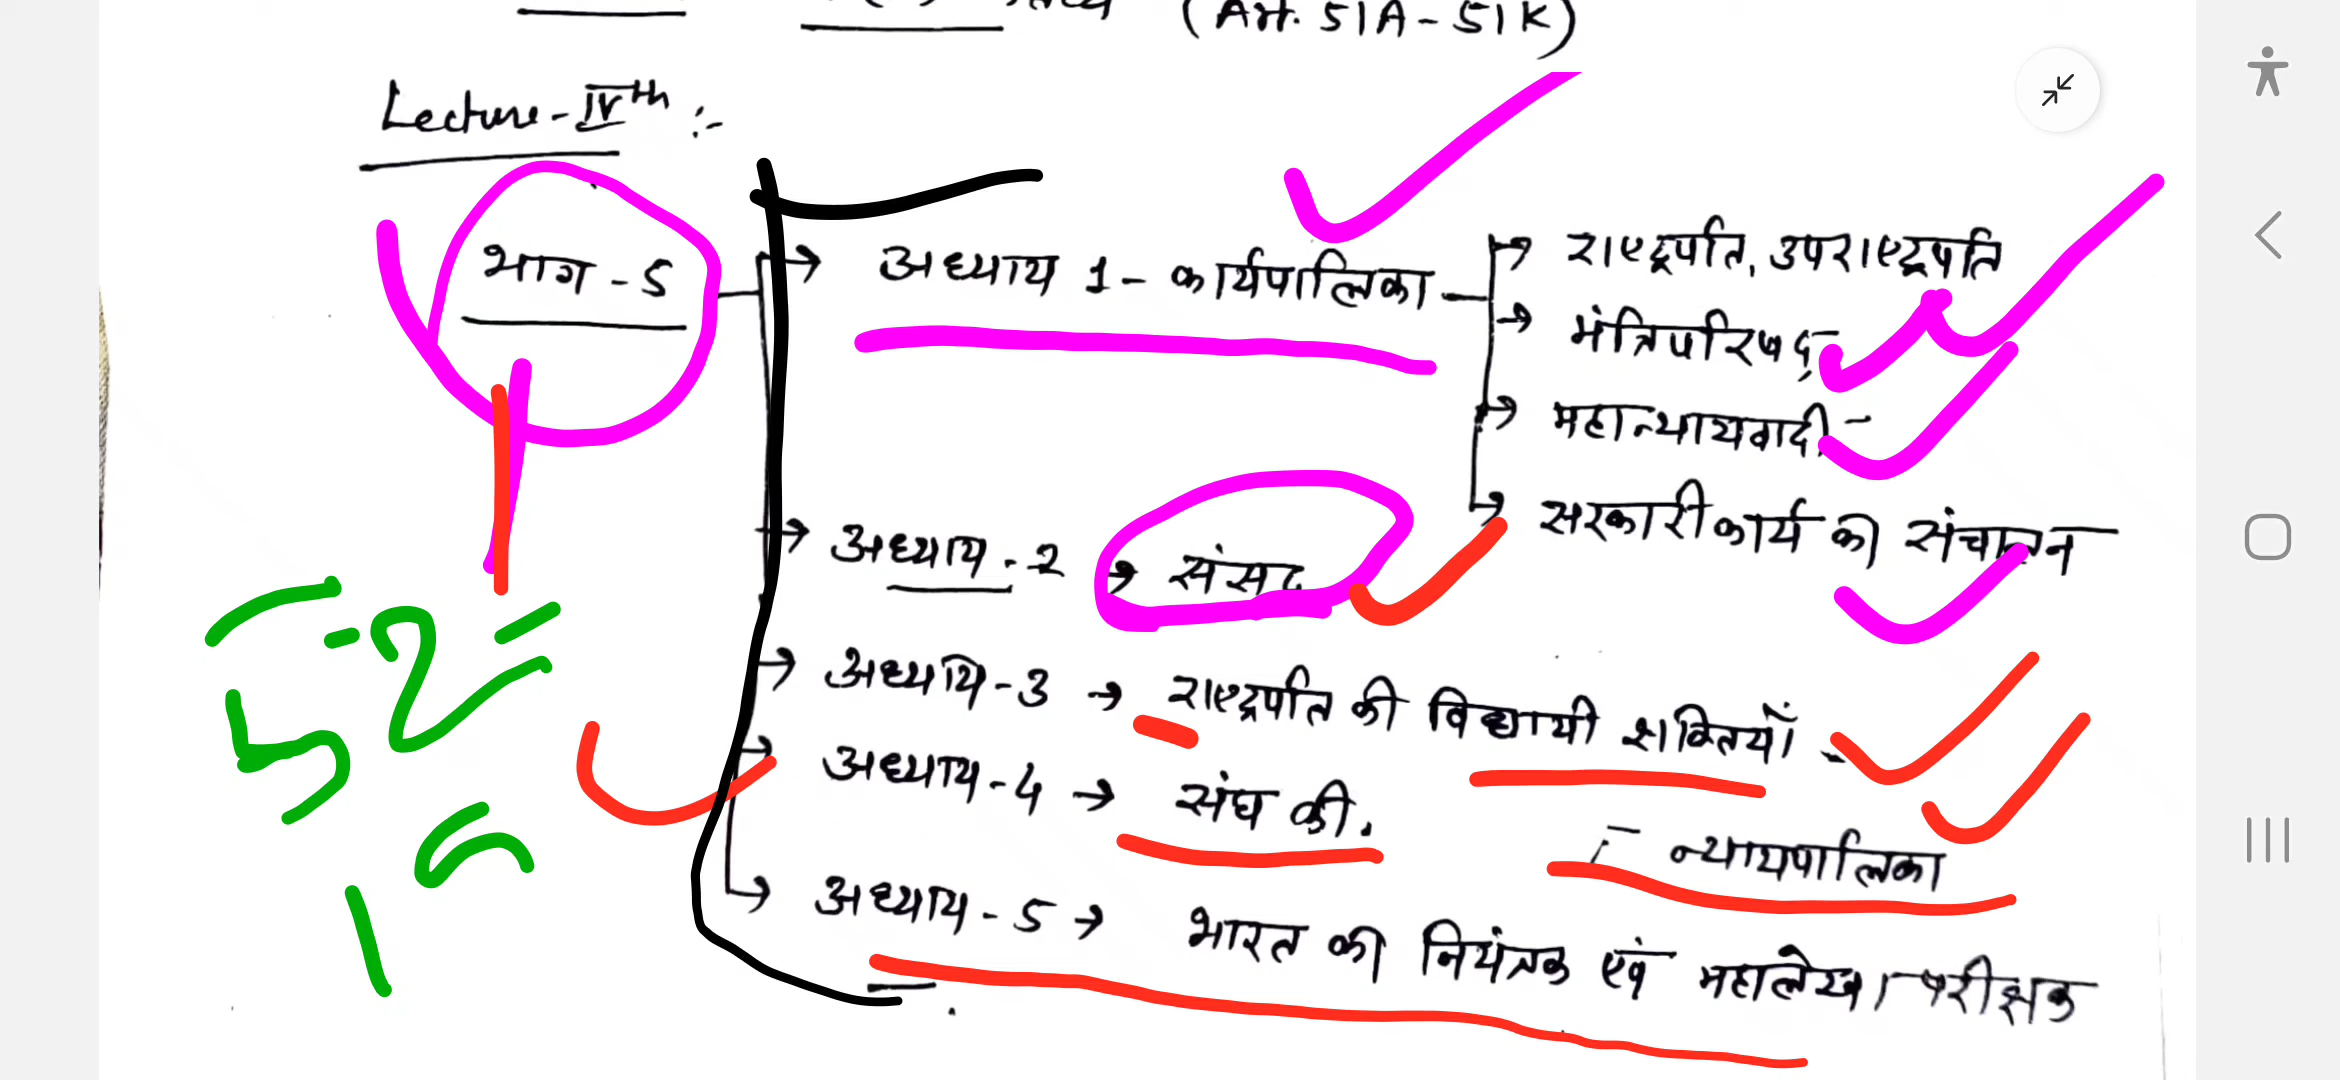 (Art. 51A - 51K)
Lecture-IVth :-
भाग - 5
अध्याय 1 - कार्यपालिका
राष्ट्रपति, उपराष्ट्रपति
मंत्रिपरिषद्
महान्यायवादी -
सरकारी कार्य का संचालन
अध्याय - 2 → संसद
अध्याय - 3 → राष्ट्रपति की विधायी शक्तियाँ -
अध्याय - 4 → संघ की. न्यायपालिका
अध्याय - 5 → भारत का नियंत्रक एवं महालेखा परीक्षक
52